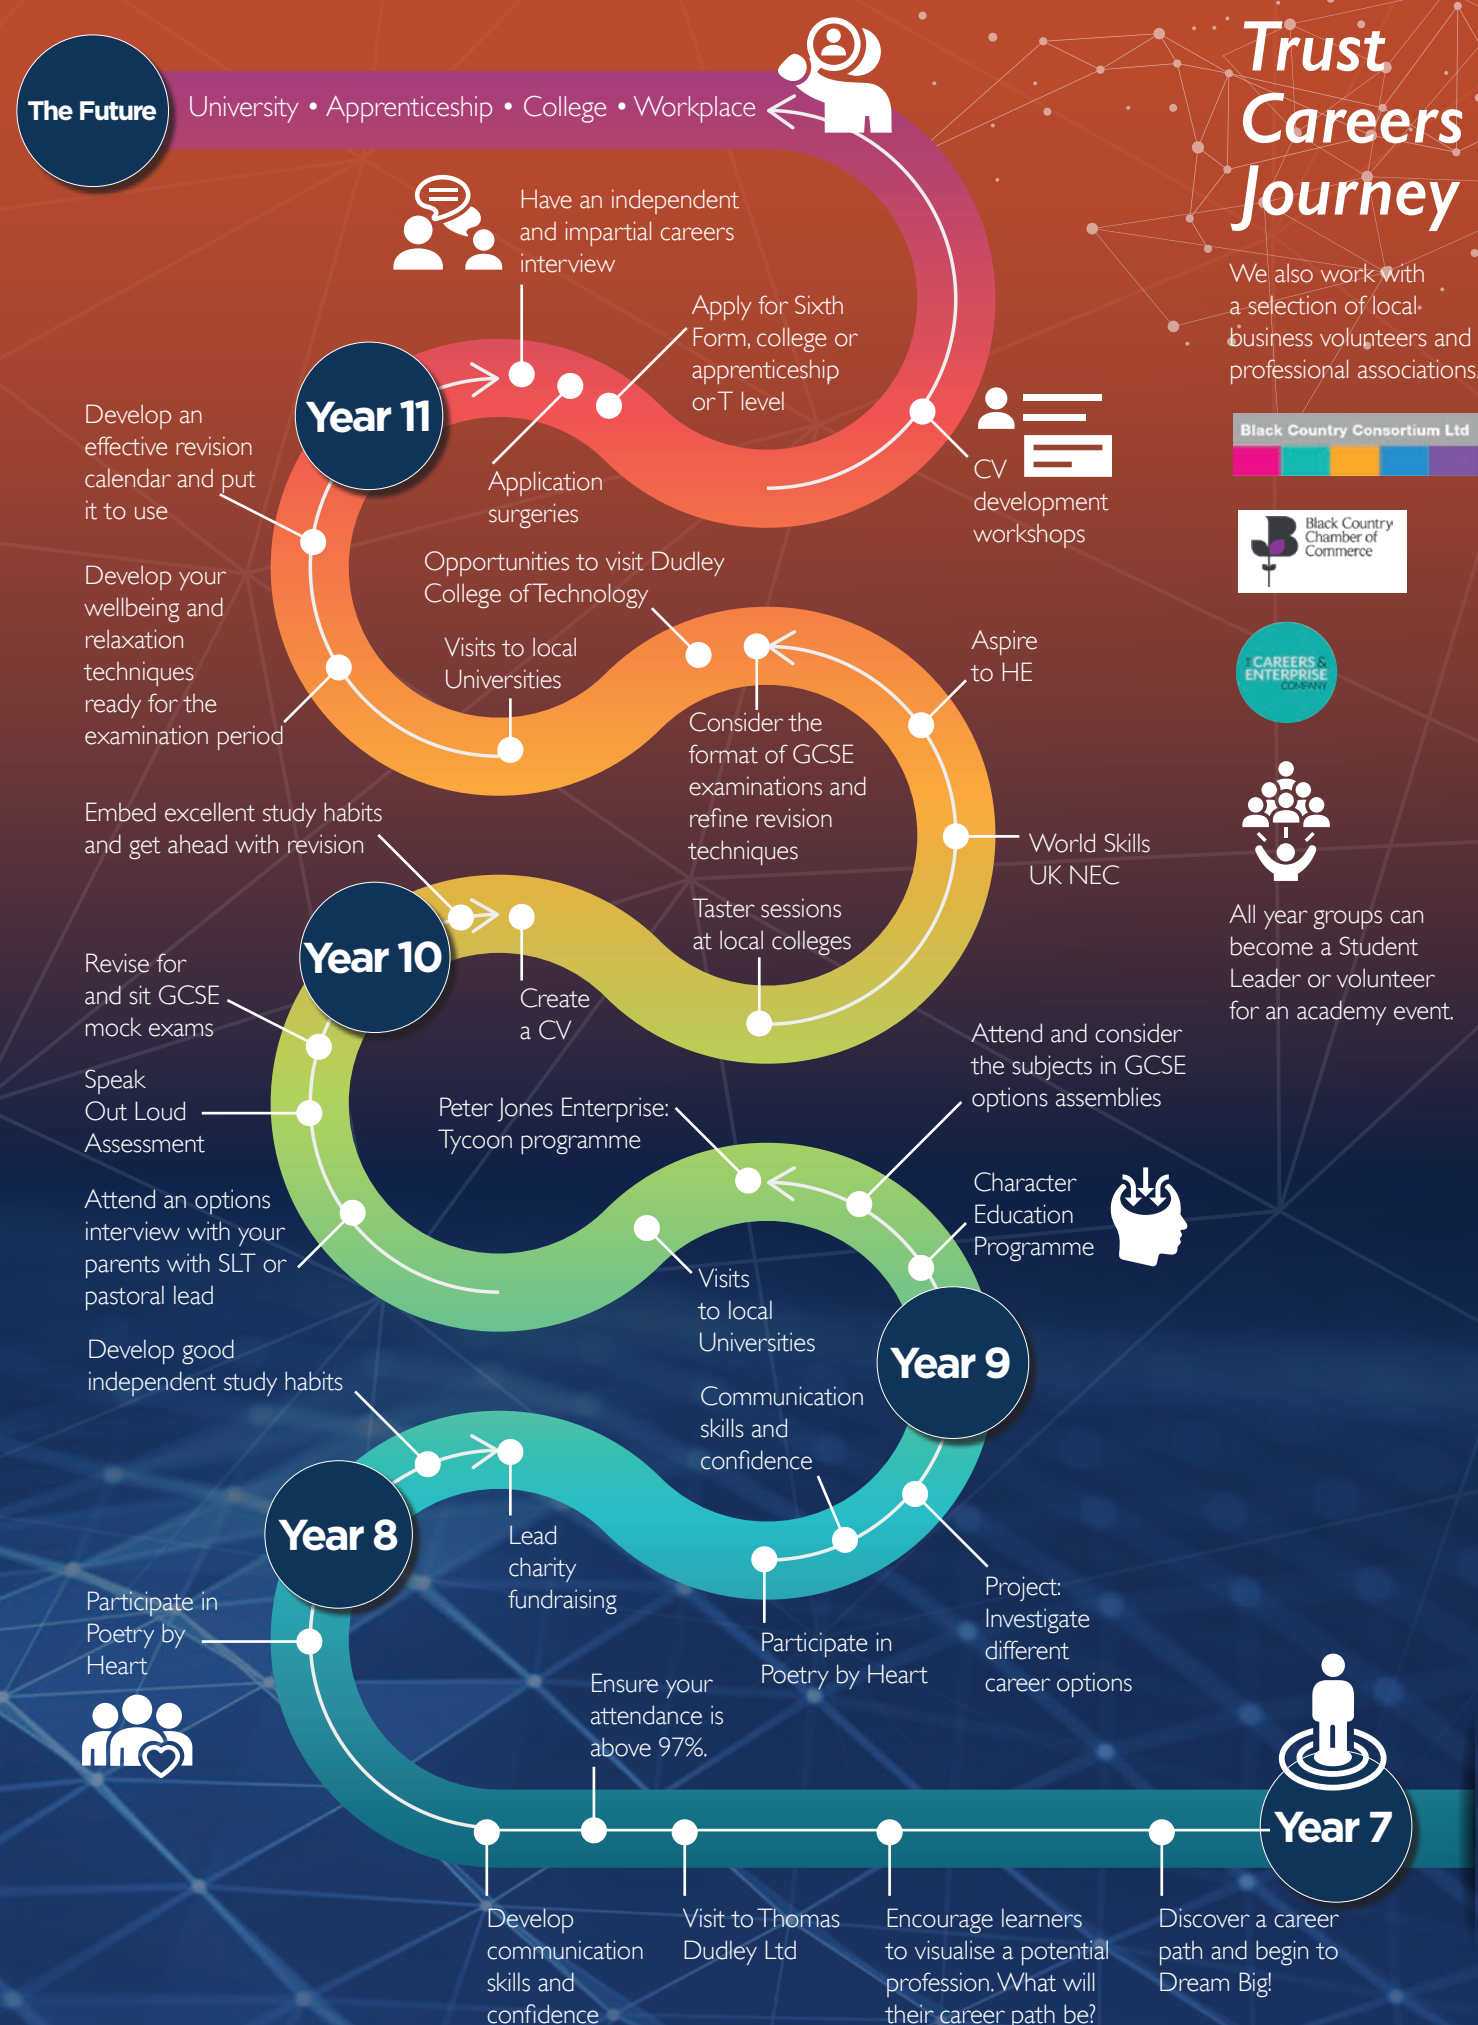 Trust
Careers
Journey
We also work with
a selection of local
business volunteers and
professional associations.
Black Country Consortium Ltd
Black Country
Chamber of
Commerce
CAREERS &
ENTERPRISE
COMPANY
All year groups can
become a Student
Leader or volunteer
for an academy event.
The Future
University • Apprenticeship • College • Workplace
Have an independent
and impartial careers
interview
Apply for Sixth
Form, college or
apprenticeship
or T level
Year 11
Application
surgeries
CV
development
workshops
Develop an
effective revision
calendar and put
it to use
Develop your
wellbeing and
relaxation
techniques
ready for the
examination period
Opportunities to visit Dudley
College of Technology
Visits to local
Universities
Consider the
format of GCSE
examinations and
refine revision
techniques
Aspire
to HE
World Skills
UK NEC
Taster sessions
at local colleges
Embed excellent study habits
and get ahead with revision
Year 10
Create
a CV
Revise for
and sit GCSE
mock exams
Speak
Out Loud
Assessment
Attend an options
interview with your
parents with SLT or
pastoral lead
Peter Jones Enterprise:
Tycoon programme
Attend and consider
the subjects in GCSE
options assemblies
Character
Education
Programme
Visits
to local
Universities
Year 9
Communication
skills and
confidence
Project:
Investigate
different
career options
Participate in
Poetry by Heart
Develop good
independent study habits
Year 8
Lead
charity
fundraising
Participate in
Poetry by
Heart
Ensure your
attendance is
above 97%.
Year 7
Develop
communication
skills and
confidence
Visit to Thomas
Dudley Ltd
Encourage learners
to visualise a potential
profession. What will
their career path be?
Discover a career
path and begin to
Dream Big!